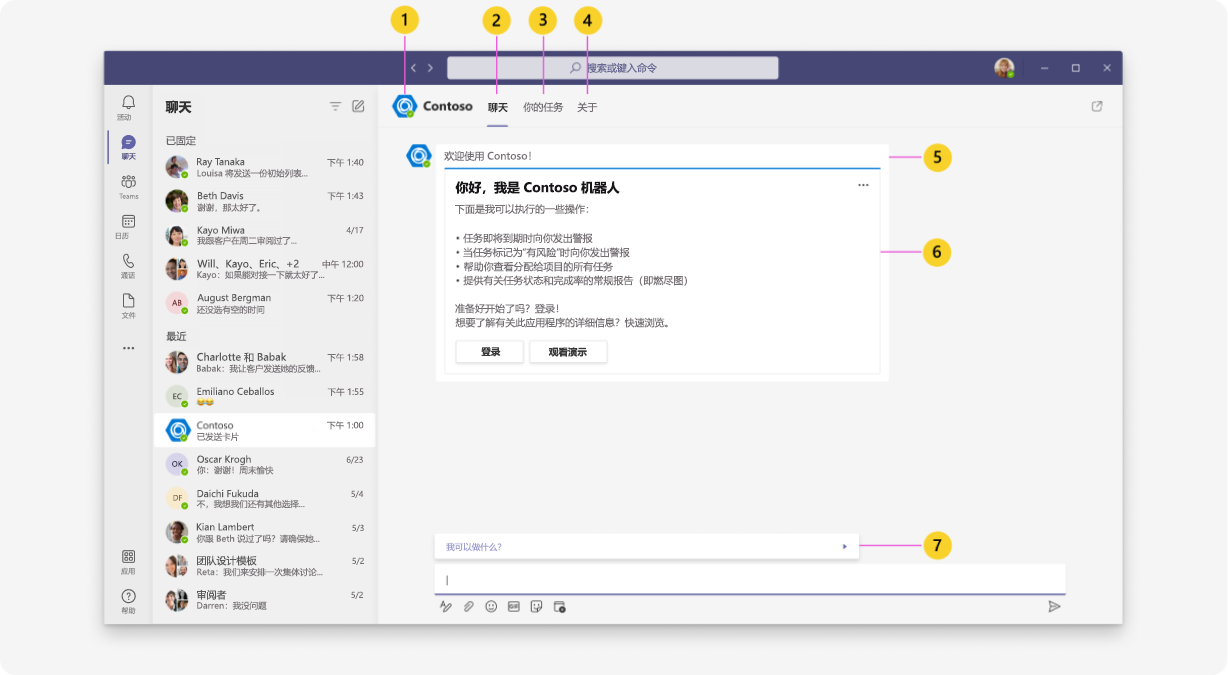 1
2
3
4
搜索或键入命令
活动
聊天
Teams
日历
通话
文件
应用
帮助
聊天
已固定
Ray Tanaka 下午 1:40
Louisa 将发送一份初始列表...
Beth Davis 下午 1:43
谢谢，那太好了。
Kayo Miwa 4/17
我跟客户在周二审阅过了...
Will、Kayo、Eric、+2 中午 12:00
Kayo：如果能对接一下就太好了...
AB
August Bergman 下午 1:20
还没选有空的时间
最近
Charlotte 和 Babak 下午 1:58
Babak：我让客户发送她的反馈...
EC
Emiliano Ceballos 下午 1:55
Contoso 下午 1:00
已发送卡片
OK
Oscar Krogh 6/23
你：谢谢！周末愉快
DF
Daichi Fukuda 5/4
不，我想我们还有其他选择...
Kian Lambert 5/3
你跟 Beth 说过了吗？请确保她...
团队设计模板 5/2
Reta：我们来安排一次集体讨论...
审阅者 5/2
Darren：我没问题
Contoso 聊天 你的任务 关于
欢迎使用 Contoso！
5
你好，我是 Contoso 机器人
下面是我可以执行的一些操作：
• 任务即将到期时向你发出警报
• 当任务标记为"有风险"时向你发出警报
• 帮助你查看分配给项目的所有任务
• 提供有关任务状态和完成率的常规报告（即燃尽图）
6
准备好开始了吗？登录！
想要了解有关此应用程序的详细信息？快速浏览。
登录 观看演示
我可以做什么？
7
GIF